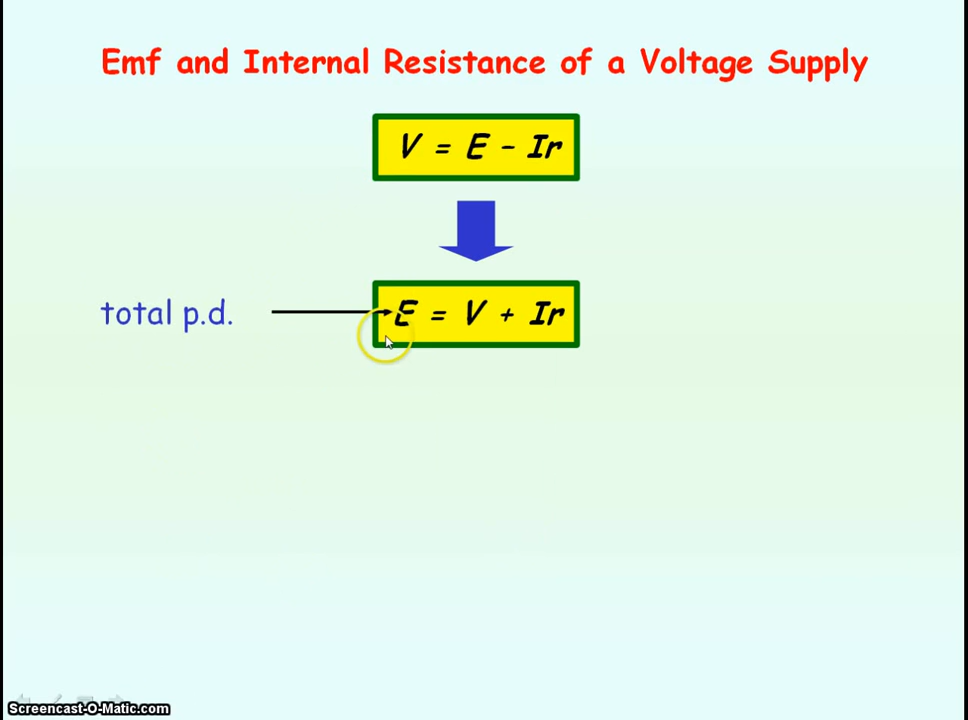 Emf and Internal Resistance of a Voltage Supply
V = E - Ir
total p.d.
E = V + Ir
Screencast-O-Matic.com